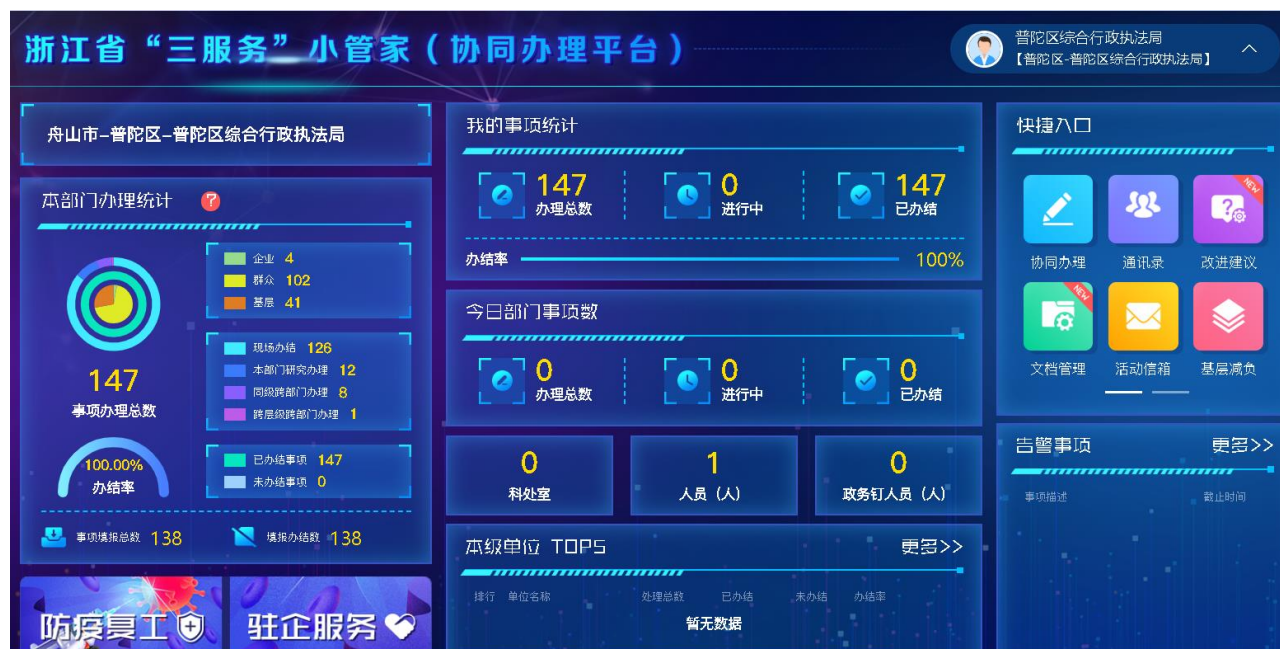 浙江省“三服务”小管家（协同办理平台）
普陀区综合行政执法局
【普陀区-普陀区综合行政执法局】
舟山市-普陀区-普陀区综合行政执法局
本部门办理统计 ?
企业 4
群众 102
基层 41
147
事项办理总数
现场办结 126
本部门研究办理 12
同级跨部门办理 8
跨层级跨部门办理 1
100.00%
办结率
已办结事项 147
未办结事项 0
事项填报总数 138
填报办结数 138
防疫复工
驻企服务
我的事项统计
147
办理总数
0
进行中
147
已办结
办结率 100%
今日部门事项数
0
办理总数
0
进行中
0
已办结
0
科处室
1
人员（人）
0
政务钉人员（人）
本级单位 TOP5 更多>>
排行 单位名称 处理总数 已办结 未办结 办结率
暂无数据
快捷入口
NEW
协同办理 通讯录 改进建议
NEW
文档管理 活动信箱 基层减负
告警事项 更多>>
事项描述 截止时间